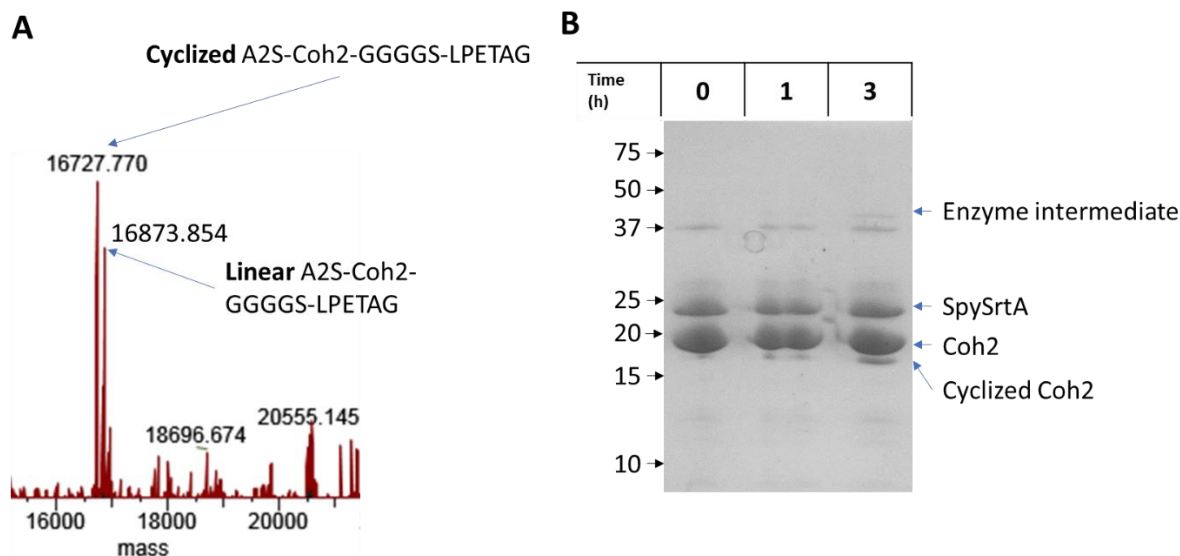 A
Cyclized A2S-Coh2-GGGGS-LPETAG
16727.770
16873.854
Linear A2S-Coh2-
GGGGS-LPETAG
18696.674
20555.145
16000 18000 20000
mass
B
Time
(h)
0 1 3
75
50
37
25
20
15
10
Enzyme intermediate
SpySrtA
Coh2
Cyclized Coh2